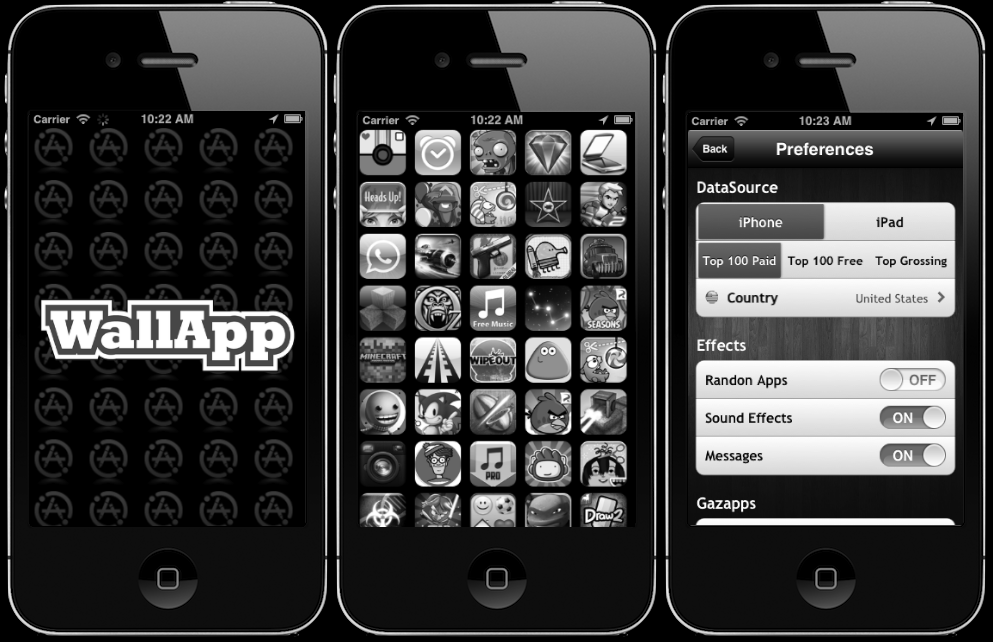 Carrier 10:22 AM
WallApp
Carrier 10:22 AM
Heads Up!
Free Music
SEASONS
MINECRAFT
WIPEOUT
PRO
Draw2
Carrier 10:23 AM
Back Preferences
DataSource
iPhone iPad
Top 100 Paid Top 100 Free Top Grossing
Country United States
Effects
Randon Apps OFF
Sound Effects ON
Messages ON
Gazapps